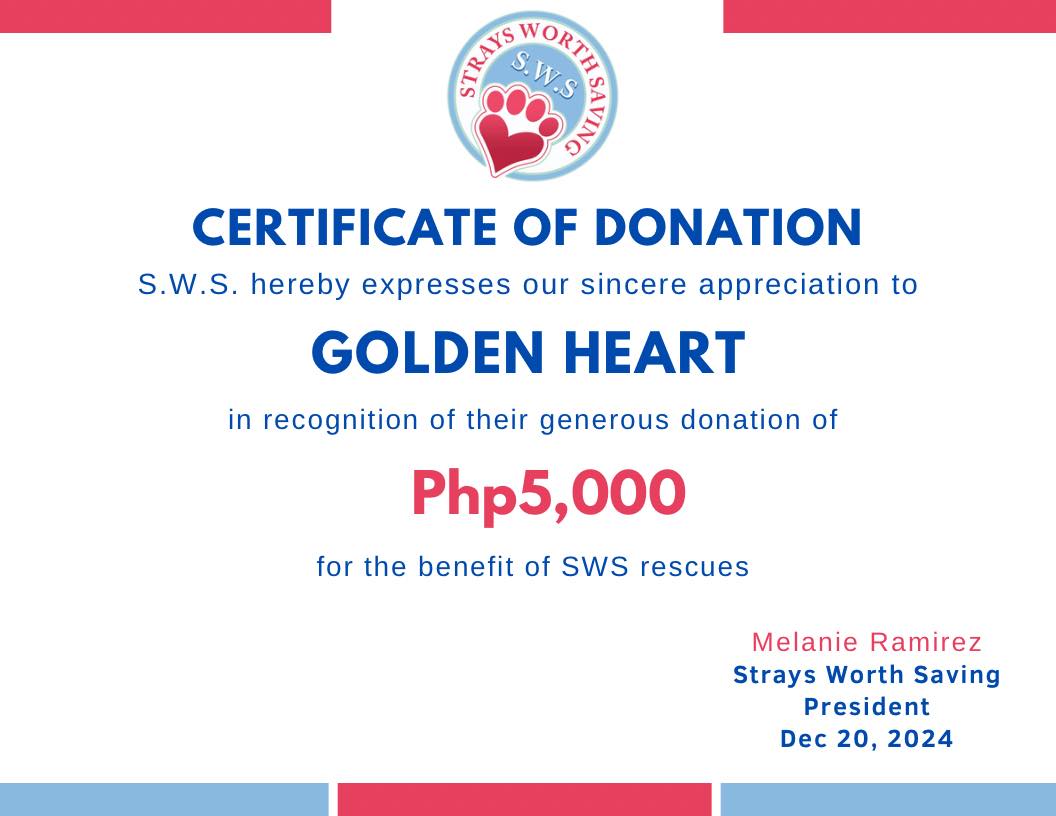 STRAYS WORTH SAVING
S.W.S
CERTIFICATE OF DONATION
S.W.S. hereby expresses our sincere appreciation to
GOLDEN HEART
in recognition of their generous donation of
Php5,000
for the benefit of SWS rescues
Melanie Ramirez
Strays Worth Saving
President
Dec 20, 2024